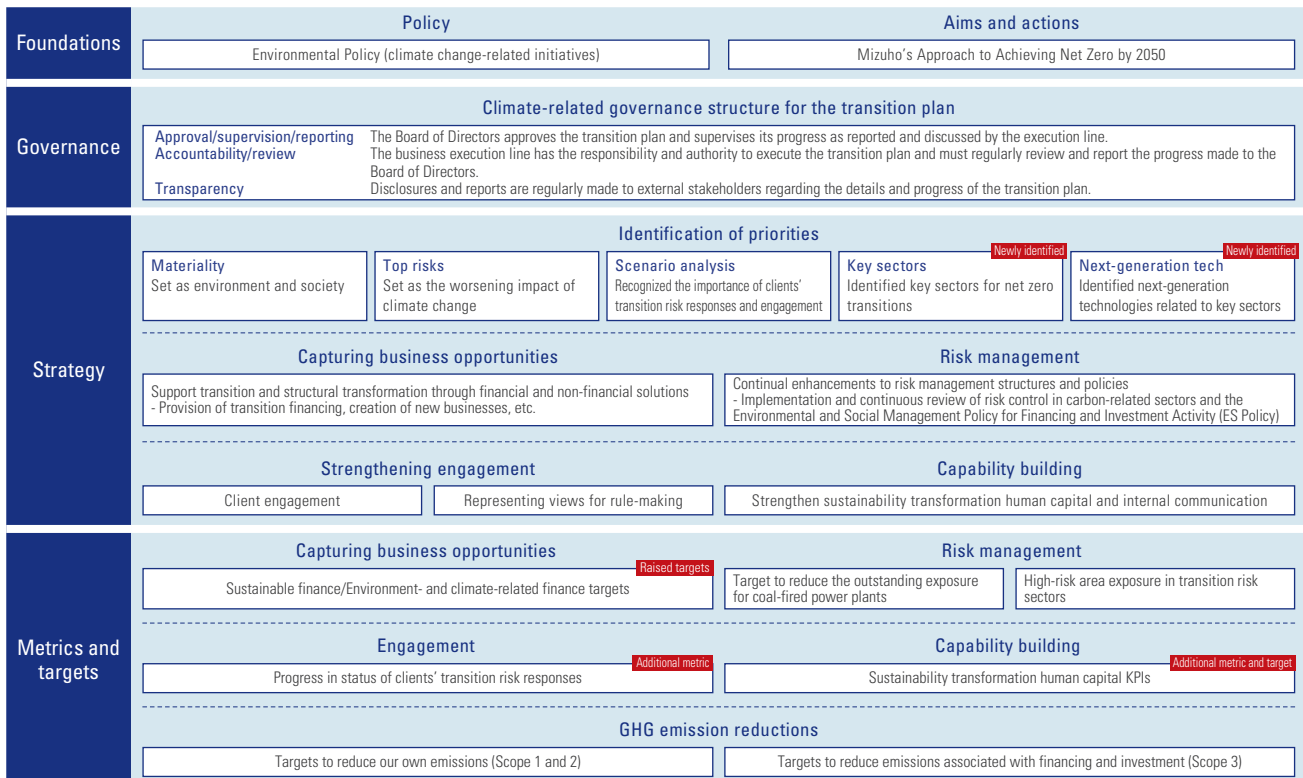 Foundations
Policy
Environmental Policy (climate change-related initiatives)
Aims and actions
Mizuho's Approach to Achieving Net Zero by 2050
Governance
Climate-related governance structure for the transition plan
Approval/supervision/reporting The Board of Directors approves the transition plan and supervises its progress as reported and discussed by the execution line.
Accountability/review The business execution line has the responsibility and authority to execute the transition plan and must regularly review and report the progress made to the
Board of Directors.
Transparency Disclosures and reports are regularly made to external stakeholders regarding the details and progress of the transition plan.
Strategy
Identification of priorities
Materiality
Set as environment and society
Top risks
Set as the worsening impact of
climate change
Scenario analysis
Recognized the importance of clients'
transition risk responses and engagement
Newly identified
Key sectors
Identified key sectors for net zero
transitions
Newly identified
Next-generation tech
Identified next-generation
technologies related to key sectors
Capturing business opportunities
Support transition and structural transformation through financial and non-financial solutions
- Provision of transition financing, creation of new businesses, etc.
Risk management
Continual enhancements to risk management structures and policies
- Implementation and continuous review of risk control in carbon-related sectors and the
Environmental and Social Management Policy for Financing and Investment Activity (ES Policy)
Strengthening engagement
Client engagement
Representing views for rule-making
Capability building
Strengthen sustainability transformation human capital and internal communication
Metrics and
targets
Capturing business opportunities
Raised targets
Sustainable finance/Environment- and climate-related finance targets
Risk management
Target to reduce the outstanding exposure
for coal-fired power plants
High-risk area exposure in transition risk
sectors
Engagement
Additional metric
Progress in status of clients' transition risk responses
Capability building
Additional metric and target
Sustainability transformation human capital KPIs
GHG emission reductions
Targets to reduce our own emissions (Scope 1 and 2)
Targets to reduce emissions associated with financing and investment (Scope 3)